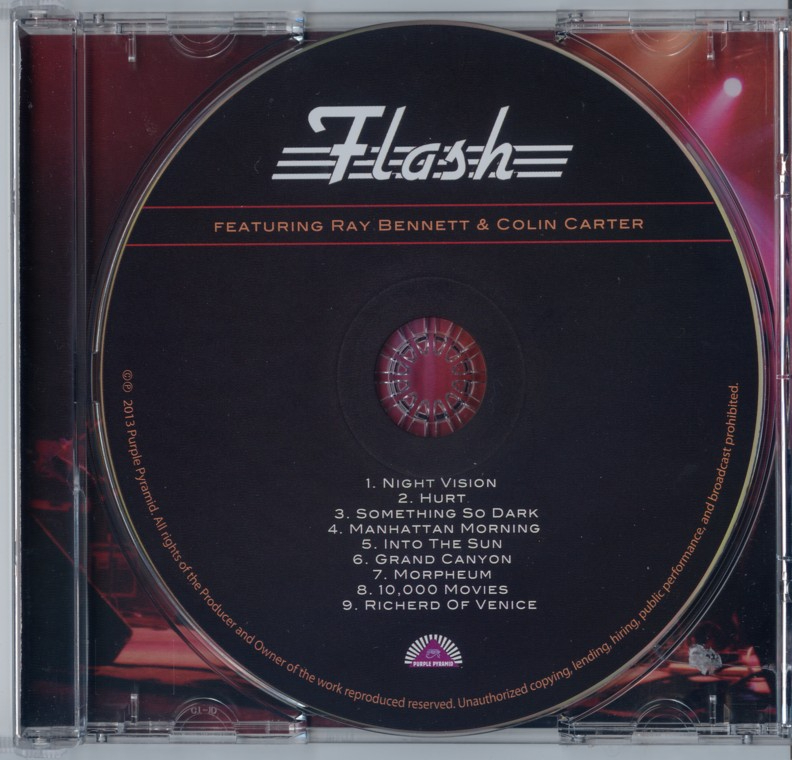 Flash
FEATURING RAY BENNETT & COLIN CARTER
1. NIGHT VISION
2. HURT
3. SOMETHING SO DARK
4. MANHATTAN MORNING
5. INTO THE SUN
6. GRAND CANYON
7. MORPHEUM
8. 10,000 MOVIES
9. RICHERD OF VENICE
PURPLE PYRAMID
©℗ 2013 Purple Pyramid. All rights of the Producer and Owner of the work reproduced reserved. Unauthorized copying, lending, hiring, public performance, and broadcast prohibited.